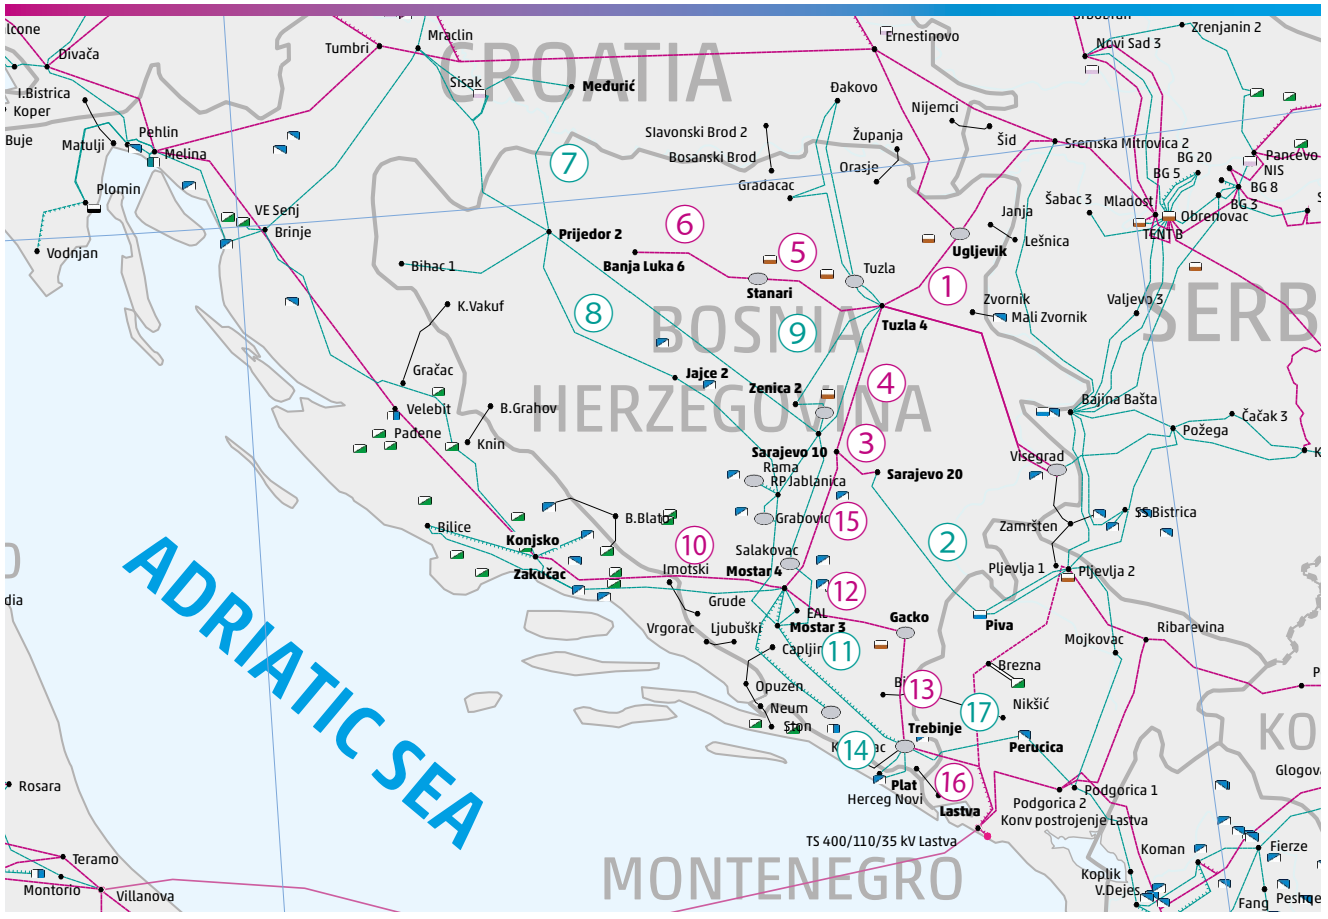 lcone
Divača
Tumbri
Mraclin
CROATIA
Ernestinovo
Novi Sad 3
Zrenjanin 2
I.Bistrica
Koper
Sisak
Međurić
Đakovo
Nijemci
Šid
Buje
Matulji
Pehlin
Melina
7
Slavonski Brod 2
Bosanski Brod
Gradacac
Županja
Orasje
Sremska Mitrovica 2
BG 20
BG 5
Pancevo
NIS
BG 8
BG 3
Plomin
VE Senj
Brinje
Vodnjan
Šabac 3
Mladost
Obrenovac
TENT B
Janja
Lešnica
Prijedor 2
6
Banja Luka 6
5
Ugljevik
Bihac 1
Stanari
Tuzla
1
K.Vakuf
8
BOSNIA
9
Tuzla 4
Zvornik
Mali Zvornik
Valjevo 3
SERB
Gračac
Jajce 2
4
Velebit
B.Grahov
HERZEGOVINA
Zenica 2
Bajina Bašta
Čačak 3
Požega
Padene
Knin
Sarajevo 10
3
Visegrad
Rama
RP Jablanica
Sarajevo 20
Bilice
B.Blato
Grabovic
15
Zamršten
SS Bistrica
Konjsko
10
Salakovac
2
Zakučac
Imotski
Mostar 4
12
Pljevlja 1
Pljevlja 2
Grude
EAL
Gacko
Piva
ADRIATIC SEA
Vrgorac
Ljubuški
Mostar 3
Capljin
11
Mojkovac
Ribarevina
Brezna
Opuzen
13
17
Nikšić
Neum
Ston
Trebinje
KO
14
Perucica
Glogova
Rosara
Plat
16
Herceg Novi
Lastva
Podgorica 2
Podgorica 1
Konv postrojenje Lastva
TS 400/110/35 kV Lastva
Teramo
MONTENEGRO
Koman
Fierze
Montorio
Villanova
Koplik
V.Dejes
Fang